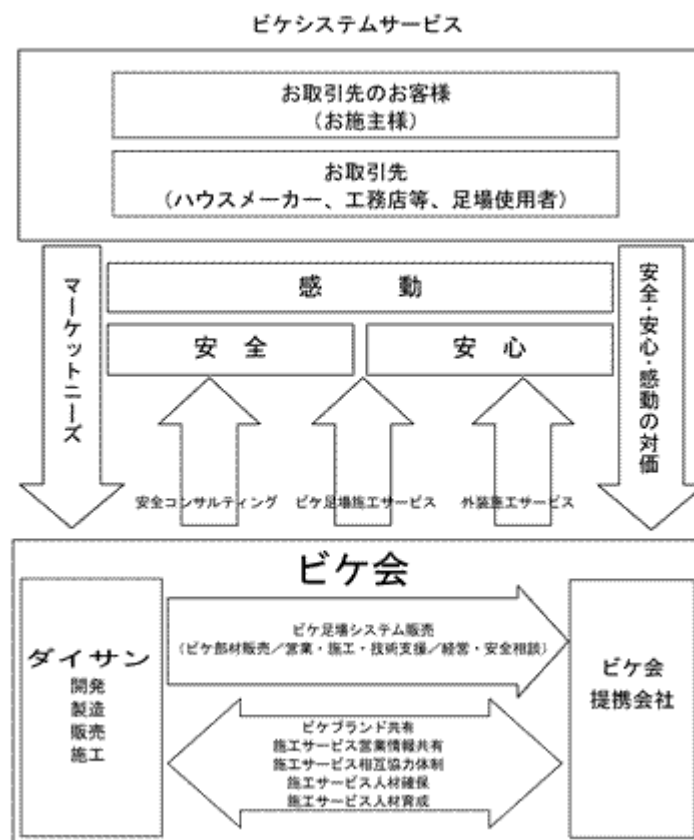 ビケシステムサービス
お取引先のお客様
（お施主様）
お取引先
（ハウスメーカー、工務店等、足場使用者）
マーケットニーズ
感　動
安　全
安　心
安全・安心・感動の対価
安全コンサルティング
ビケ足場施工サービス
外装施工サービス
ビケ会
ダイサン
開発
製造
販売
施工
ビケ足場システム販売
（ビケ部材販売／営業・施工・技術支援／経営・安全相談）
ビケ会
提携会社
ビケブランド共有
施工サービス営業情報共有
施工サービス相互協力体制
施工サービス人材確保
施工サービス人材育成